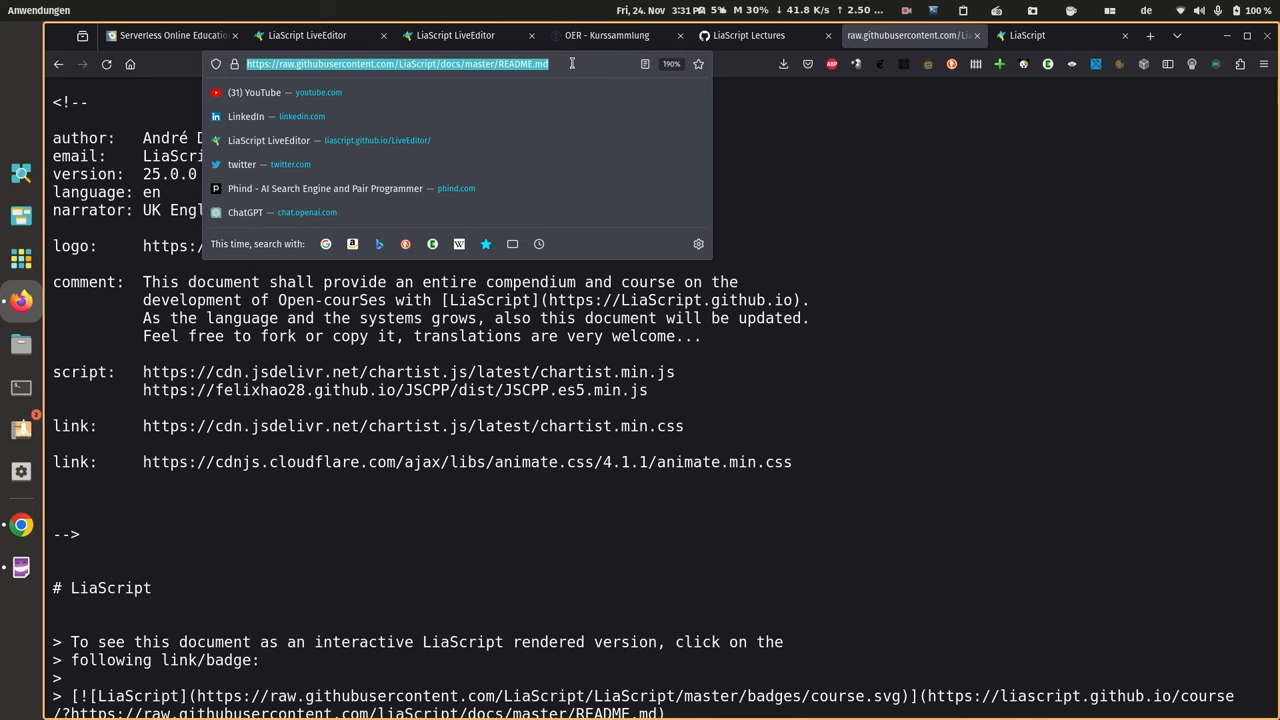 Anwendungen
Fri, 24. Nov 3:31 PM
5% M 30% ↓ 41.8 K/s ↑ 2.50 ...
de
100 %
Serverless Online Educatio
LiaScript LiveEditor
LiaScript LiveEditor
OER - Kurssammlung
LiaScript Lectures
raw.githubusercontent.com/Li
LiaScript
https://raw.githubusercontent.com/LiaScript/docs/master/README.md
190%
ABP
(31) YouTube — youtube.com
LinkedIn — linkedin.com
LiaScript LiveEditor — liascript.github.io/LiveEditor/
twitter — twitter.com
Phind - AI Search Engine and Pair Programmer — phind.com
ChatGPT — chat.openai.com
This time, search with:
<!--
author: André D
email: LiaScri
version: 25.0.0
language: en
narrator: UK Engl
logo: https:/
comment: This document shall provide an entire compendium and course on the
development of Open-courSes with [LiaScript](https://LiaScript.github.io).
As the language and the systems grows, also this document will be updated.
Feel free to fork or copy it, translations are very welcome...
script: https://cdn.jsdelivr.net/chartist.js/latest/chartist.min.js
https://felixhao28.github.io/JSCPP/dist/JSCPP.es5.min.js
link: https://cdn.jsdelivr.net/chartist.js/latest/chartist.min.css
link: https://cdnjs.cloudflare.com/ajax/libs/animate.css/4.1.1/animate.min.css
-->
# LiaScript
> To see this document as an interactive LiaScript rendered version, click on the
> following link/badge:
>
> [![LiaScript](https://raw.githubusercontent.com/LiaScript/LiaScript/master/badges/course.svg)](https://liascript.github.io/course
/?https://raw.githubusercontent.com/liaScript/docs/master/README.md)
2